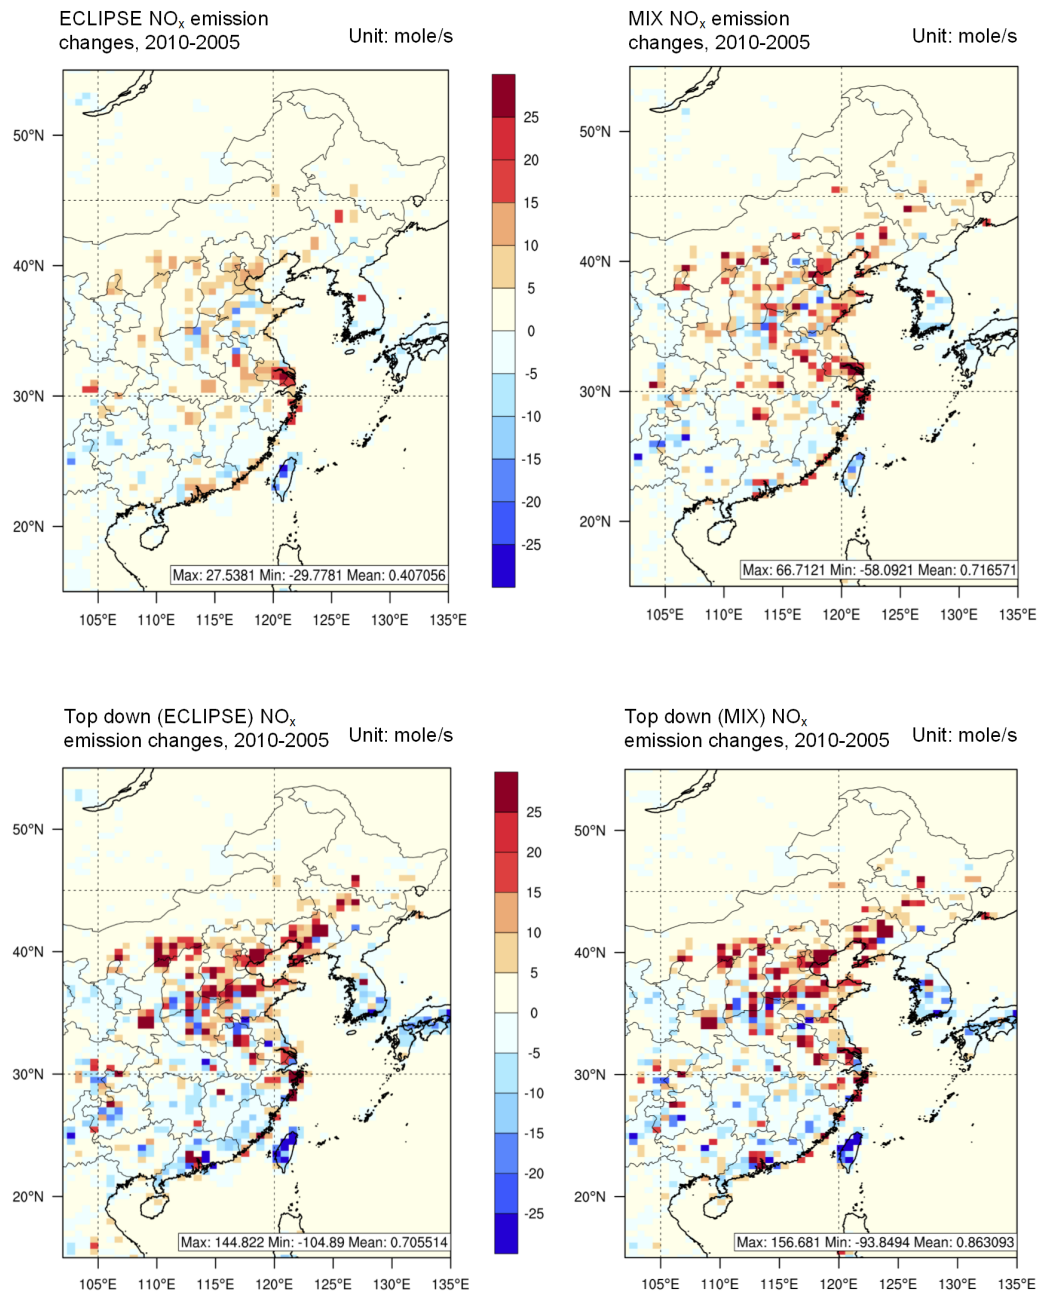 ECLIPSE NOx emission
changes, 2010-2005
Unit: mole/s
MIX NOx emission
changes, 2010-2005
Unit: mole/s
50°N
40°N
30°N
20°N
105°E 110°E 115°E 120°E 125°E 130°E 135°E
Max: 27.5381 Min: -29.7781 Mean: 0.407056
25
20
15
10
5
0
-5
-10
-15
-20
-25
50°N
40°N
30°N
20°N
105°E 110°E 115°E 120°E 125°E 130°E 135°E
Max: 66.7121 Min: -58.0921 Mean: 0.716571
Top down (ECLIPSE) NOx
emission changes, 2010-2005
Unit: mole/s
Top down (MIX) NOx
emission changes, 2010-2005
Unit: mole/s
50°N
40°N
30°N
20°N
105°E 110°E 115°E 120°E 125°E 130°E 135°E
Max: 144.822 Min: -104.89 Mean: 0.705514
25
20
15
10
5
0
-5
-10
-15
-20
-25
50°N
40°N
30°N
20°N
105°E 110°E 115°E 120°E 125°E 130°E 135°E
Max: 156.681 Min: -93.8494 Mean: 0.863093